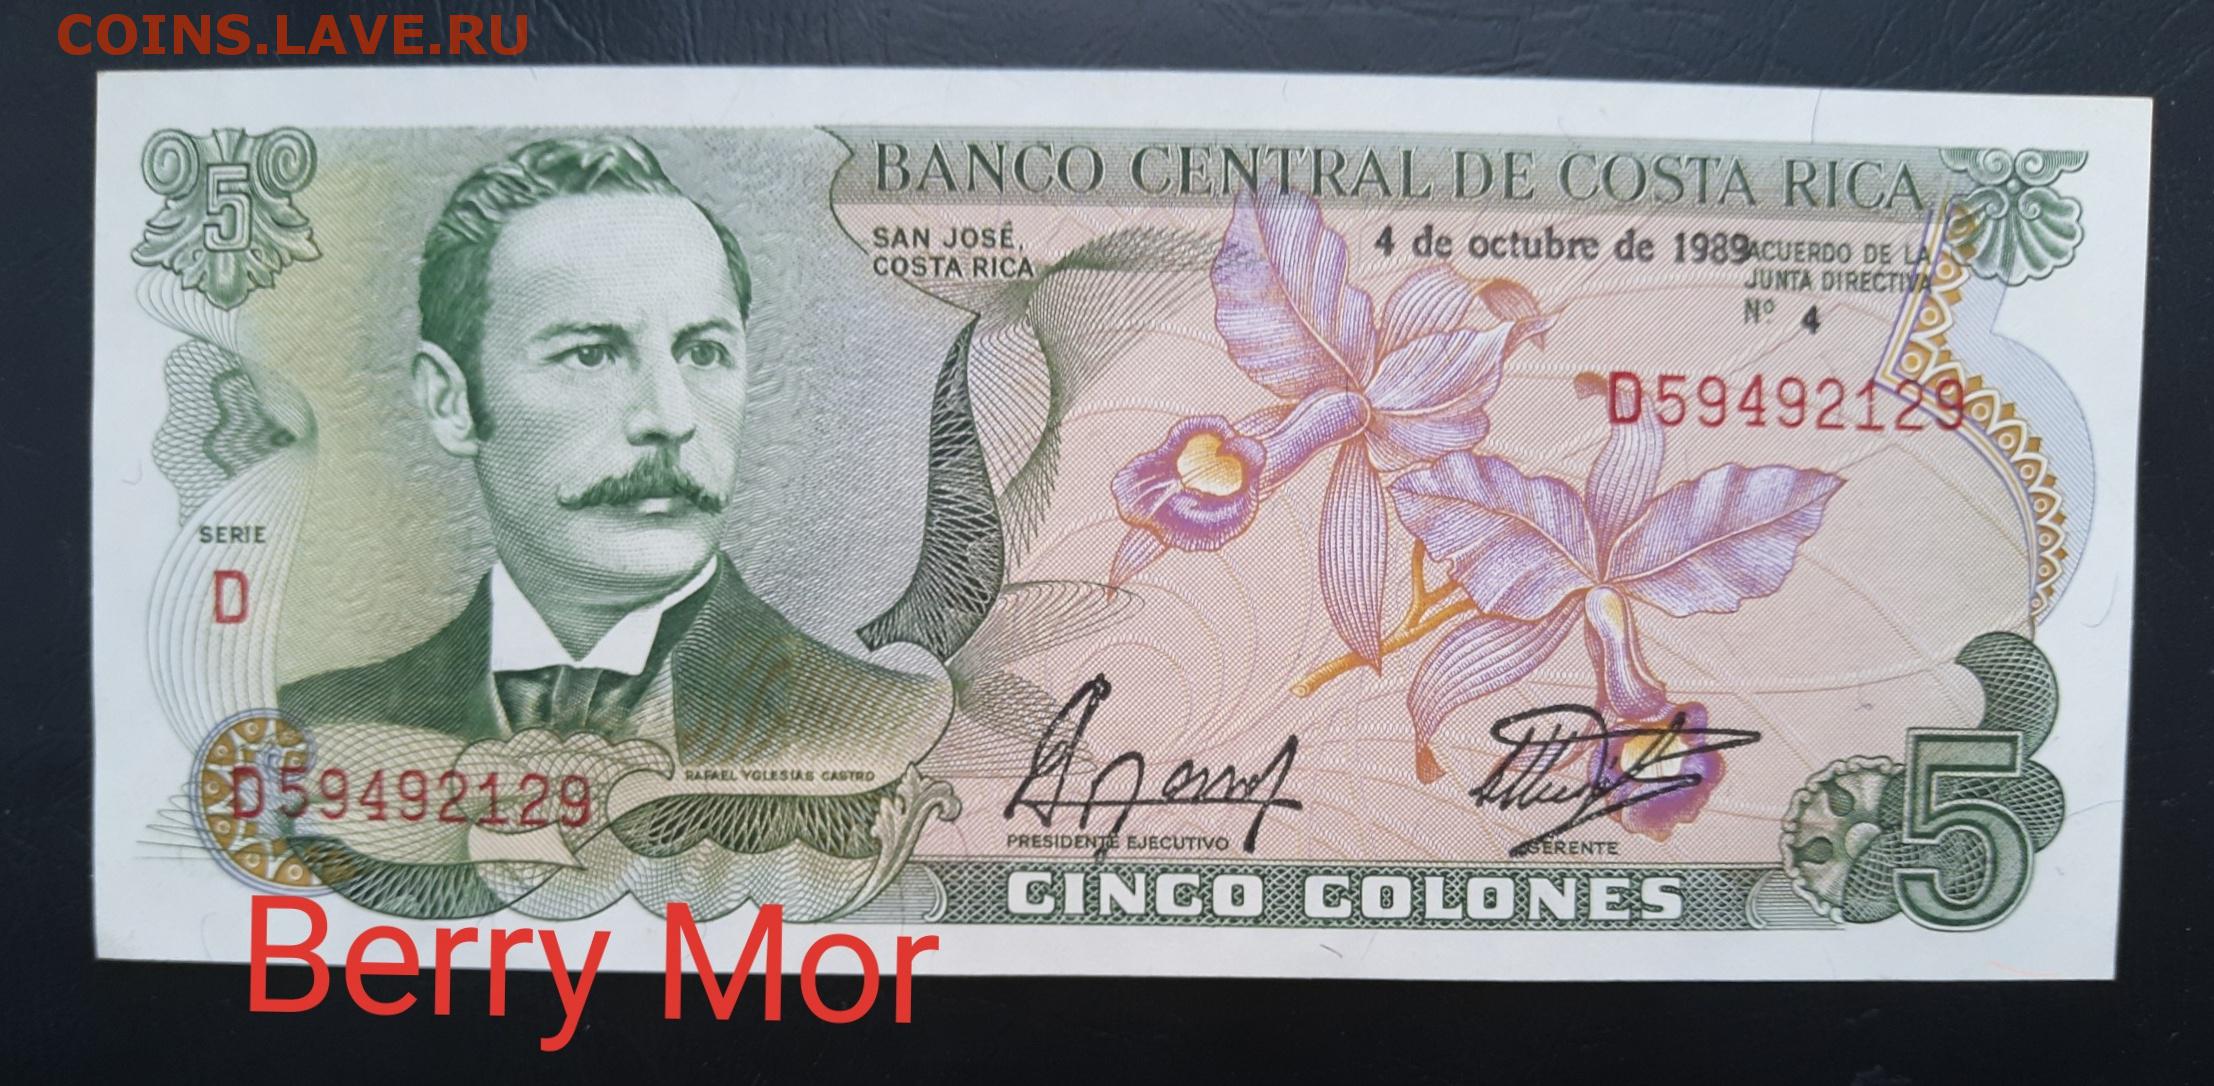 COINS.LAVE.RU
5
BANCO CENTRAL DE COSTA RICA
SAN JOSÉ,
COSTA RICA
4 de octubre de 1989
ACUERDO DE LA
JUNTA DIRECTIVA
Nº 4
D59492129
SERIE
D
D59492129
RAFAEL YGLESIAS CASTRO
PRESIDENTE EJECUTIVO
GERENTE
CINCO COLONES
5
Berry Mor